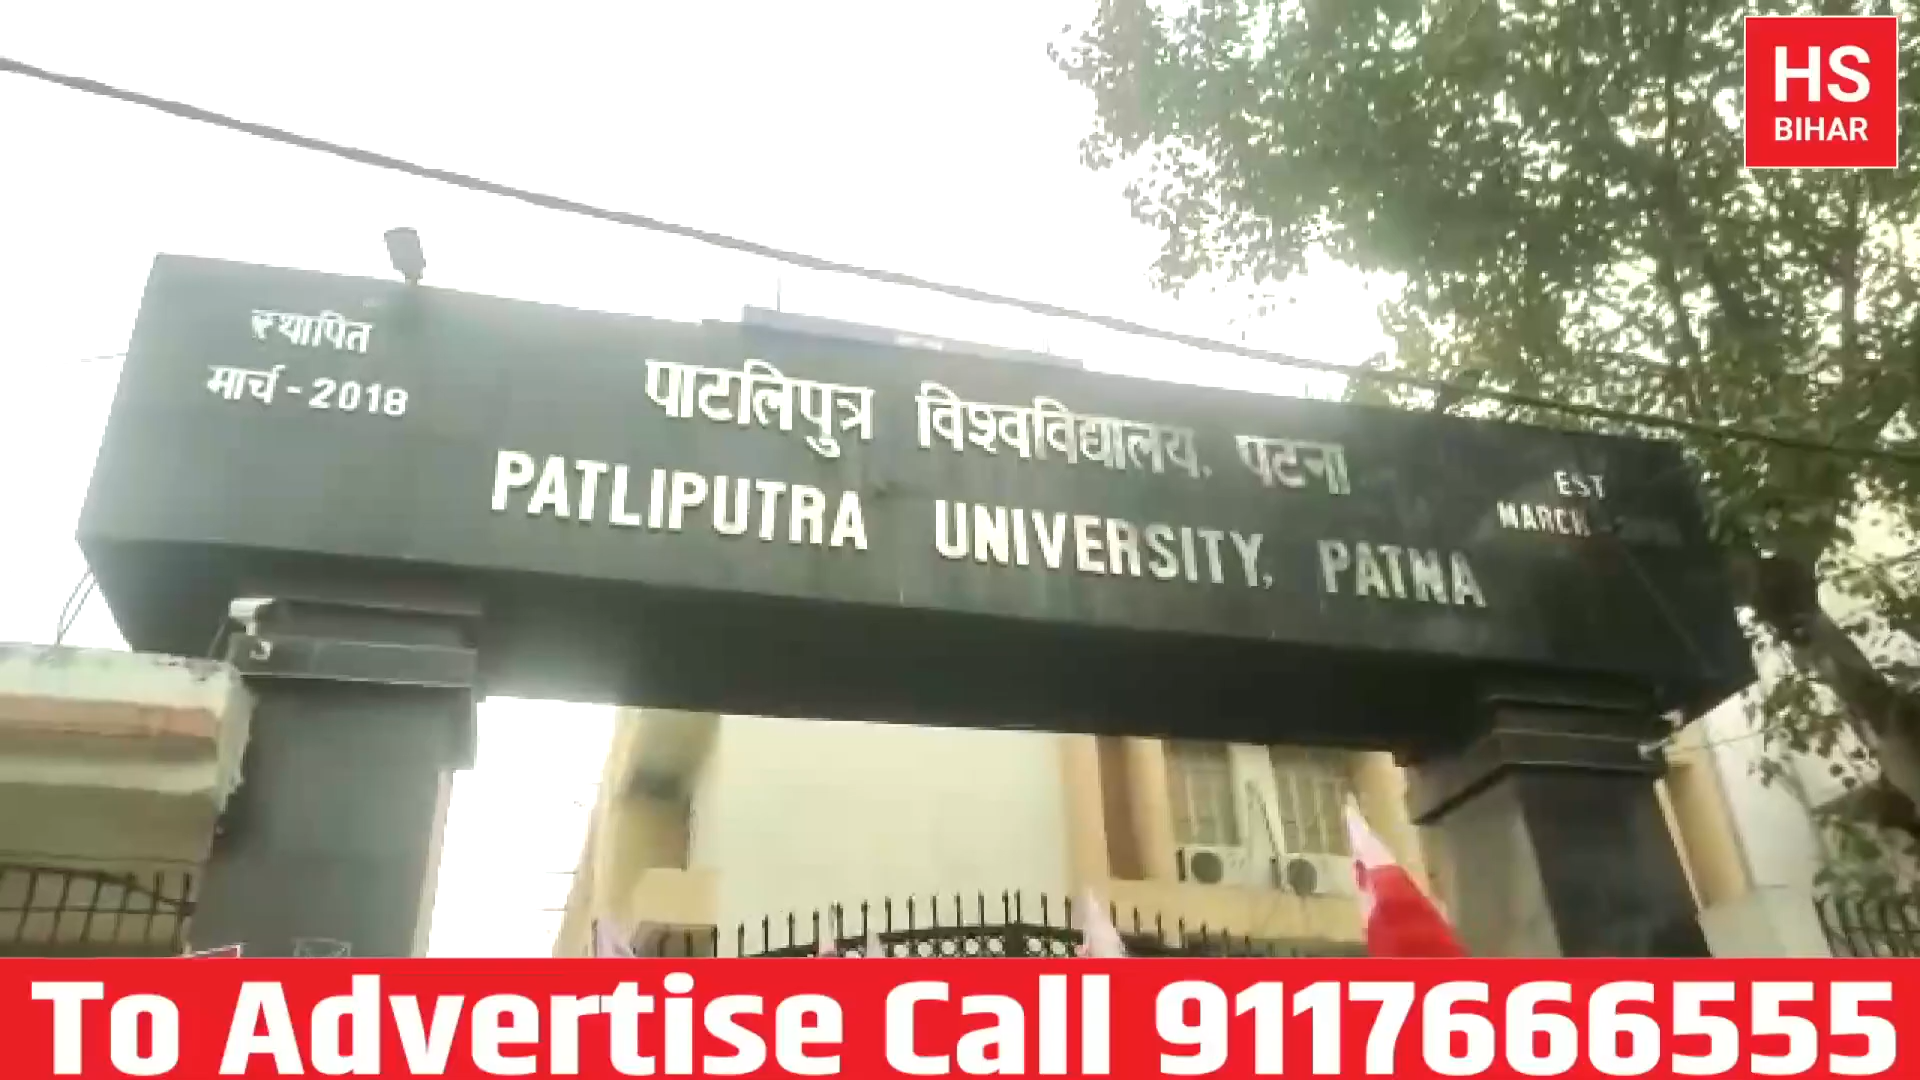 HS
BIHAR
स्थापित
मार्च - 2018
पाटलिपुत्र विश्वविद्यालय, पटना
PATLIPUTRA UNIVERSITY, PATNA
EST
MARCH
To Advertise Call 9117666555